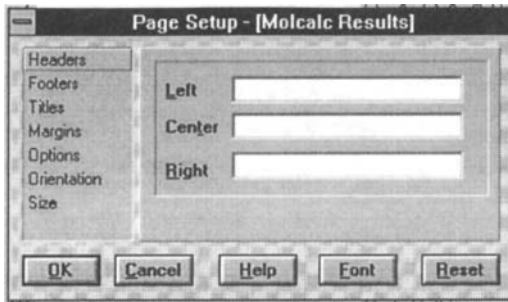 Page Setup - [Molcalc Results]
Headers
Footers
Titles
Margins
Options
Orientation
Size
Left
Center
Right
OK
Cancel
Help
Font
Reset